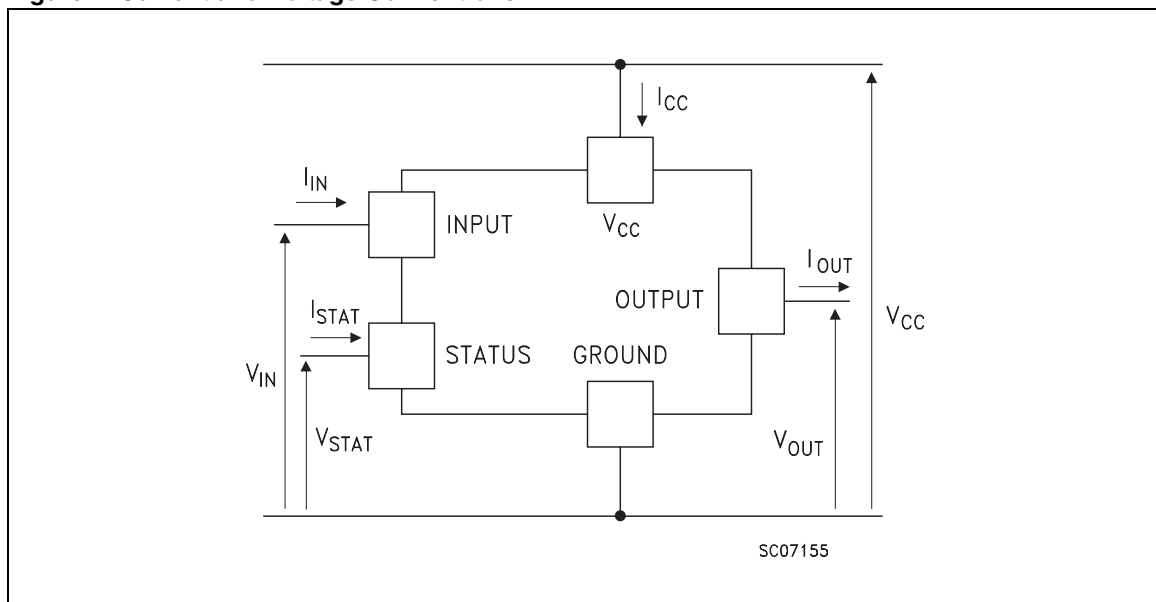 I_CC
I_IN
INPUT
V_CC
I_OUT
OUTPUT
V_CC
I_STAT
STATUS
GROUND
V_IN
V_STAT
V_OUT
SC07155